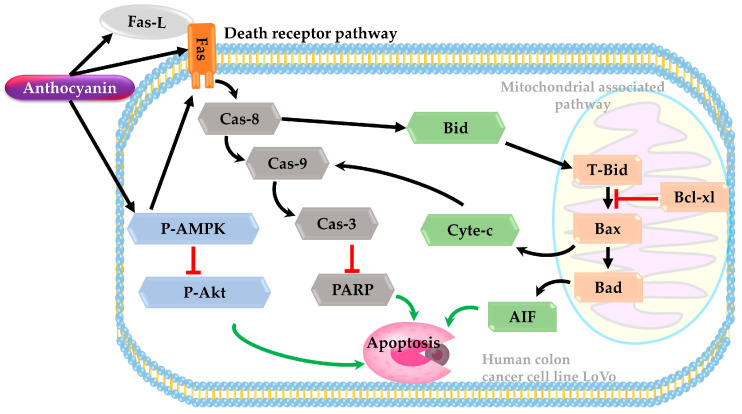 Fas-L
Fas
Death receptor pathway
Anthocyanin
Mitochondrial associated
pathway
Cas-8
Bid
Cas-9
T-Bid
Bcl-xl
P-AMPK
Cas-3
Cyte-c
Bax
P-Akt
PARP
Bad
AIF
Apoptosis
Human colon
cancer cell line LoVo